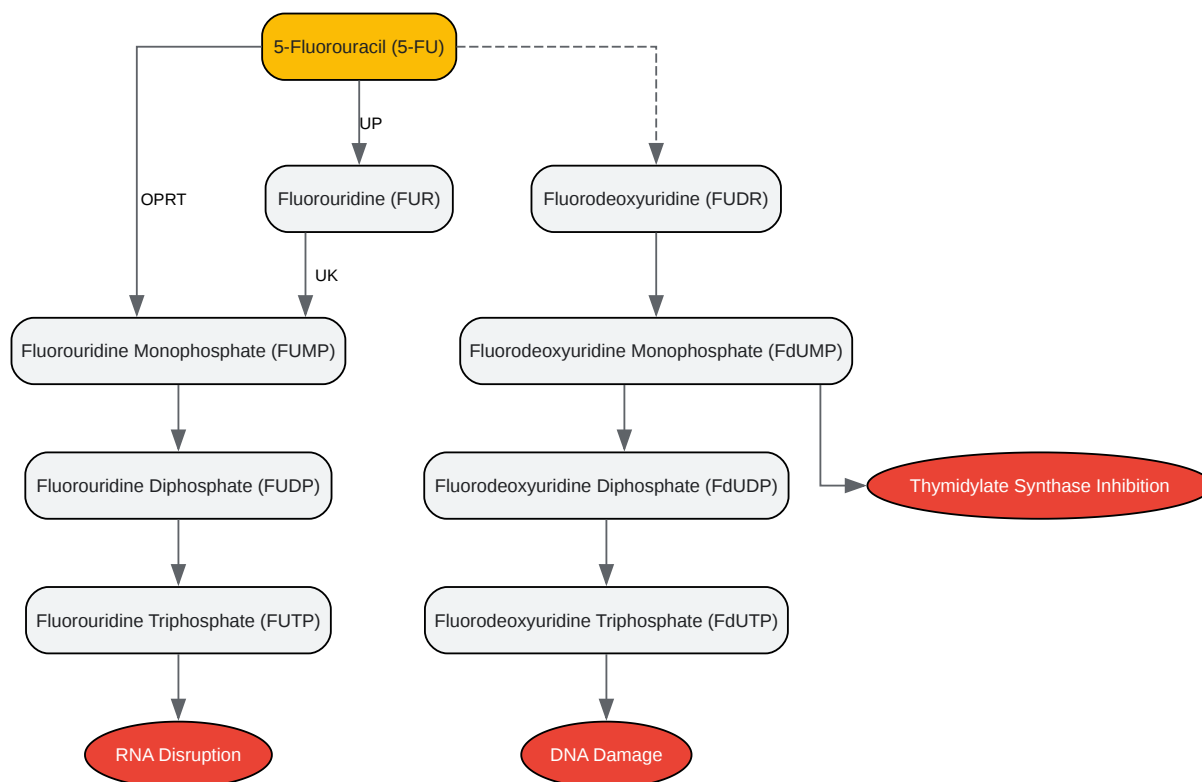 5-Fluorouracil (5-FU)
UP
OPRT
Fluorouridine (FUR)
Fluorodeoxyuridine (FUDR)
UK
Fluorouridine Monophosphate (FUMP)
Fluorodeoxyuridine Monophosphate (FdUMP)
Fluorouridine Diphosphate (FUDP)
Fluorodeoxyuridine Diphosphate (FdUDP)
Thymidylate Synthase Inhibition
Fluorouridine Triphosphate (FUTP)
Fluorodeoxyuridine Triphosphate (FdUTP)
RNA Disruption
DNA Damage